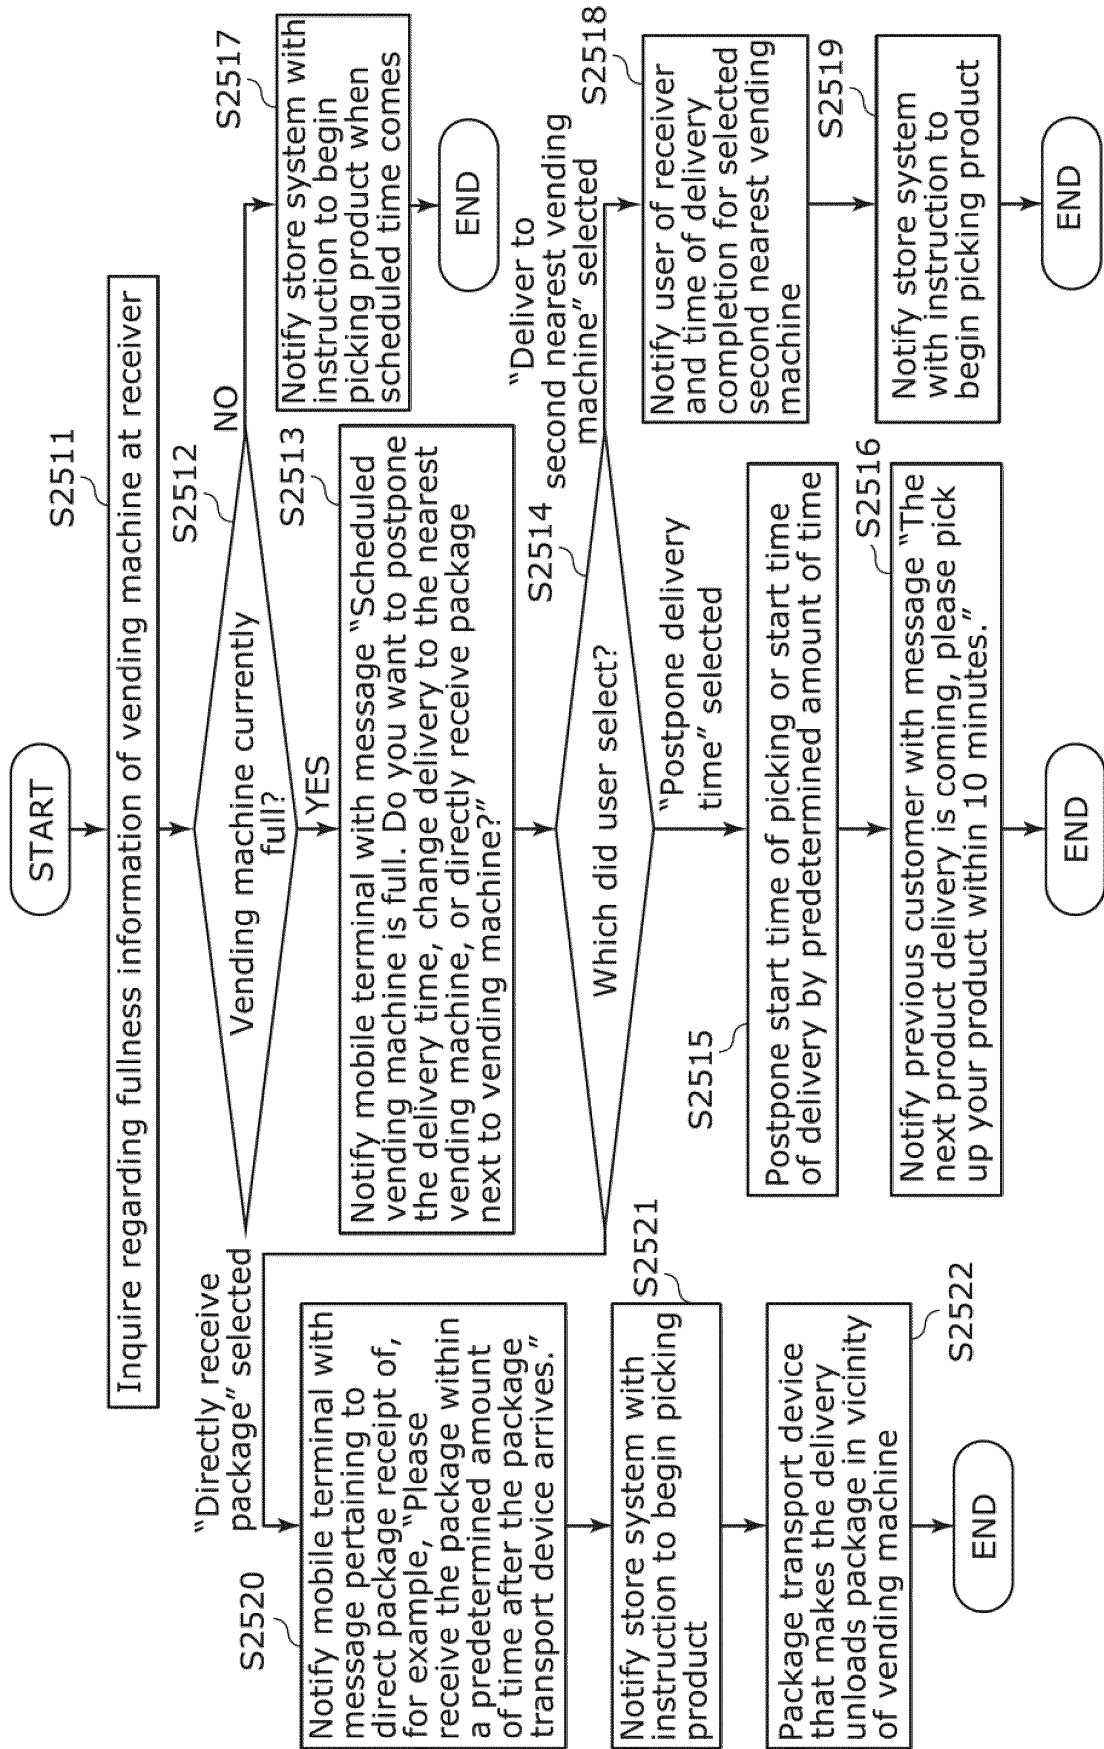 START
S2511
Inquire regarding fullness information of vending machine at receiver
S2512
Vending machine currently
full?
NO
YES
S2517
Notify store system with
instruction to begin
picking product when
scheduled time comes
END
S2513
Notify mobile terminal with message “Scheduled
vending machine is full. Do you want to postpone
the delivery time, change delivery to the nearest
vending machine, or directly receive package
next to vending machine?”
S2514
Which did user select?
“Directly receive
package” selected
“Postpone delivery
time” selected
“Deliver to
second nearest vending
machine” selected
S2520
Notify mobile terminal with
message pertaining to
direct package receipt of,
for example, “Please
receive the package within
a predetermined amount
of time after the package
transport device arrives.”
S2521
Notify store system with
instruction to begin picking
product
S2522
Package transport device
that makes the delivery
unloads package in vicinity
of vending machine
END
S2515
Postpone start time of picking or start time
of delivery by predetermined amount of time
S2516
Notify previous customer with message “The
next product delivery is coming, please pick
up your product within 10 minutes.”
END
S2518
Notify user of receiver
and time of delivery
completion for selected
second nearest vending
machine
S2519
Notify store system
with instruction to
begin picking product
END